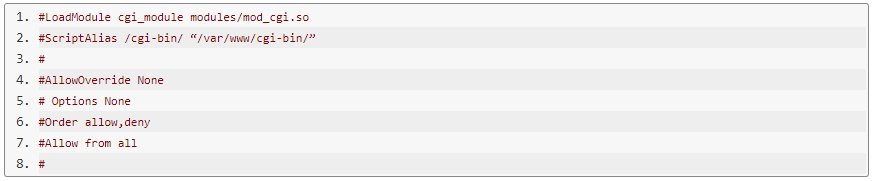 1. #LoadModule cgi_module modules/mod_cgi.so
2. #ScriptAlias /cgi-bin/ “/var/www/cgi-bin/”
3. #
4. #AllowOverride None
5. # Options None
6. #Order allow,deny
7. #Allow from all
8. #